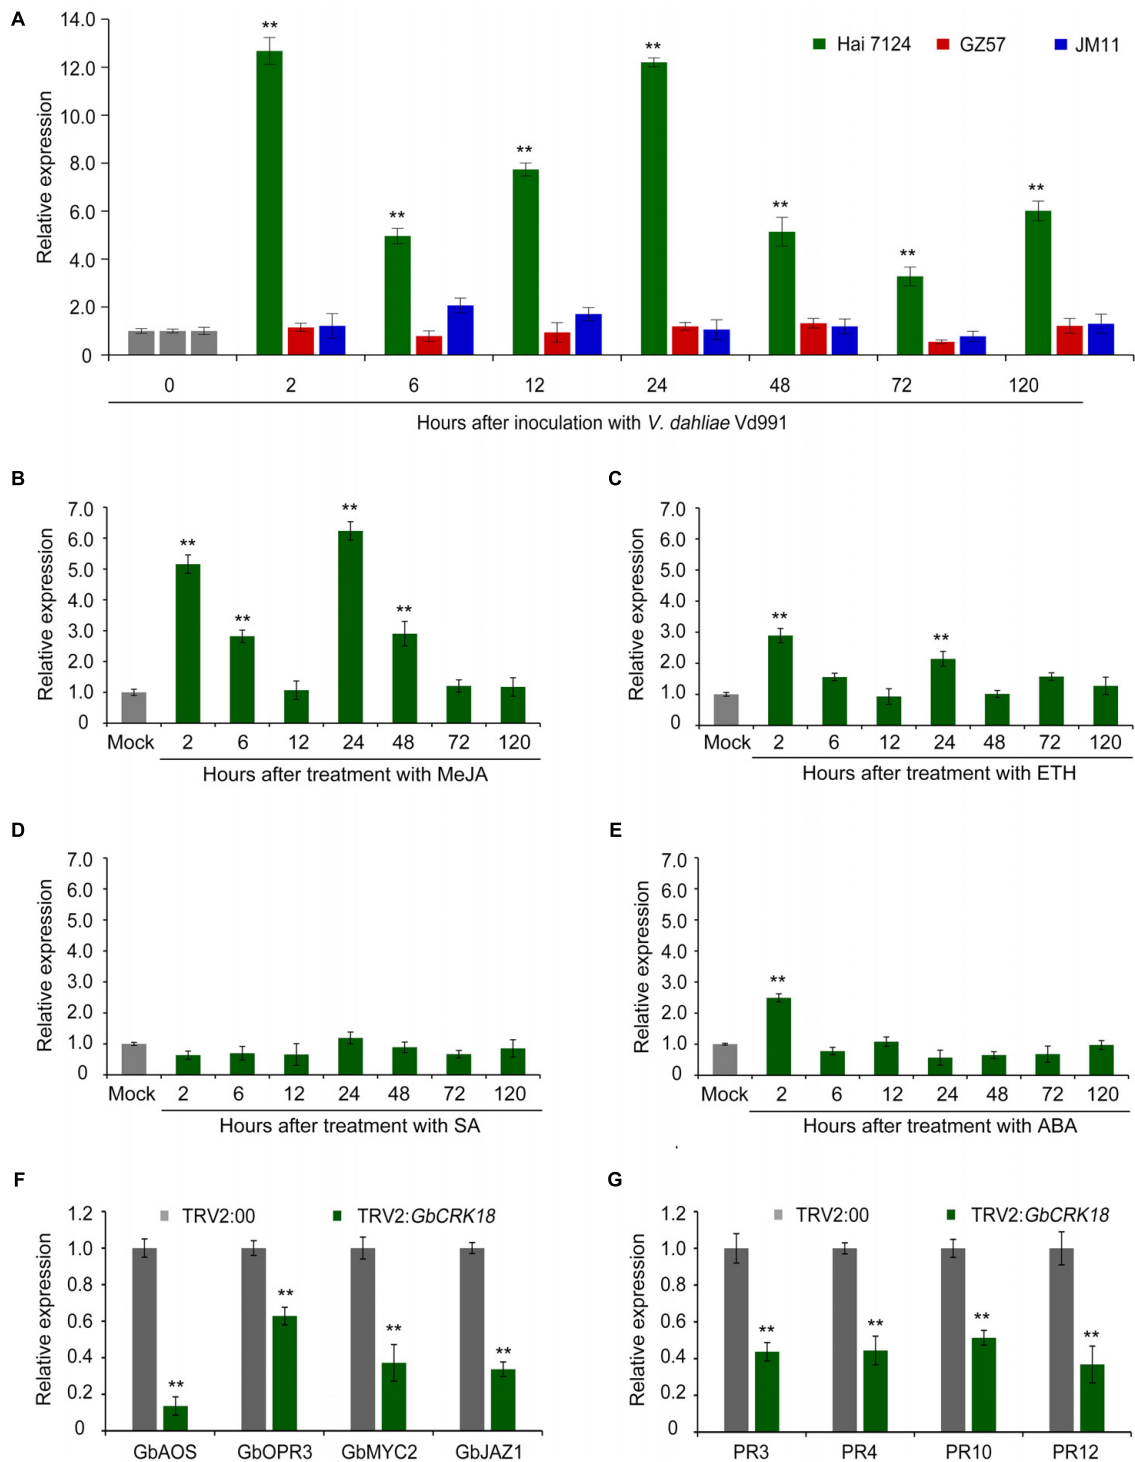 A
14.0
12.0
10.0
8.0
6.0
4.0
2.0
0
Relative expression
Hai 7124 GZ57 JM11
** ** ** ** ** ** **
0 2 6 12 24 48 72 120
Hours after inoculation with V. dahliae Vd991
B
7.0
6.0
5.0
4.0
3.0
2.0
1.0
0
Relative expression
** ** ** **
Mock 2 6 12 24 48 72 120
Hours after treatment with MeJA
C
7.0
6.0
5.0
4.0
3.0
2.0
1.0
0
Relative expression
** **
Mock 2 6 12 24 48 72 120
Hours after treatment with ETH
D
7.0
6.0
5.0
4.0
3.0
2.0
1.0
0
Relative expression
Mock 2 6 12 24 48 72 120
Hours after treatment with SA
E
7.0
6.0
5.0
4.0
3.0
2.0
1.0
0
Relative expression
**
Mock 2 6 12 24 48 72 120
Hours after treatment with ABA
F
1.2
1.0
0.8
0.6
0.4
0.2
0
Relative expression
TRV2:00 TRV2:GbCRK18
** ** ** **
GbAOS GbOPR3 GbMYC2 GbJAZ1
G
1.2
1.0
0.8
0.6
0.4
0.2
0
Relative expression
TRV2:00 TRV2:GbCRK18
** ** ** **
PR3 PR4 PR10 PR12